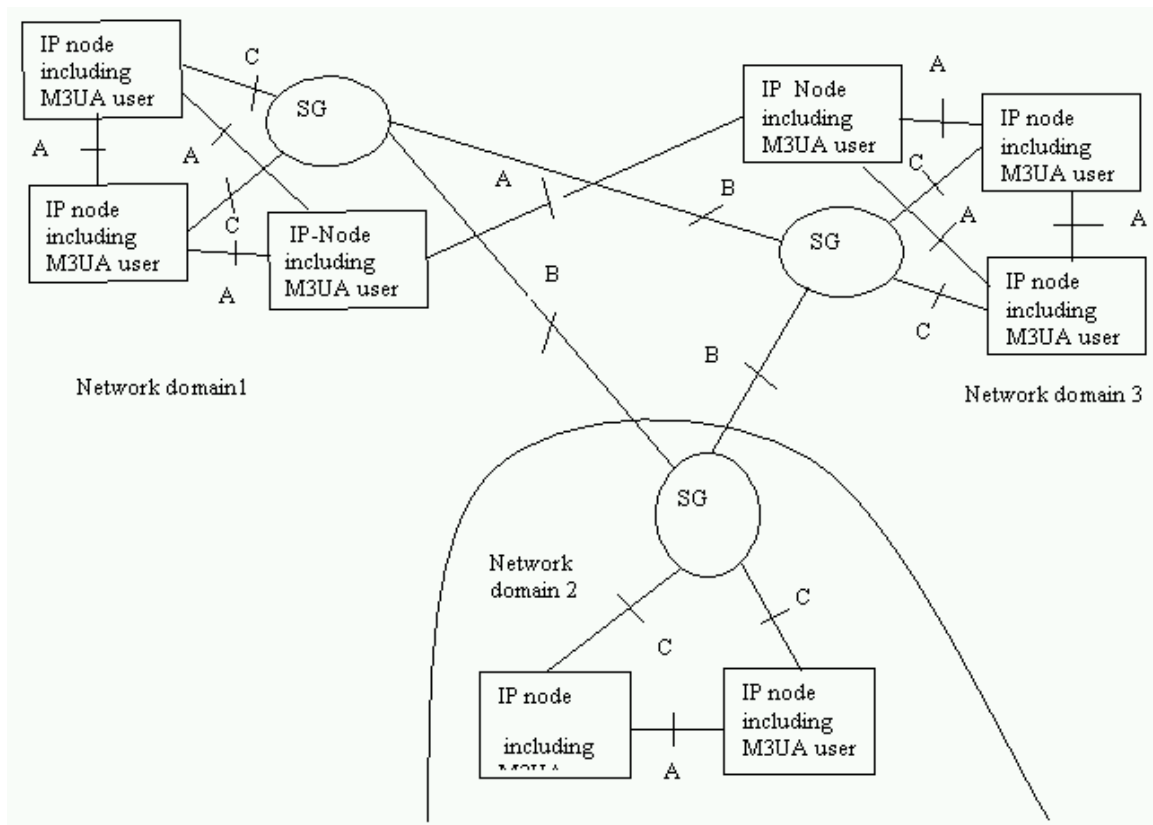 IP node
including
M3UA user
C
SG
A
A
IP node
including
M3UA user
C
A
IP-Node
including
M3UA user
A
B
B
Network domain1
IP Node
including
M3UA user
A
IP node
including
M3UA user
C
A
A
SG
C
IP node
including
M3UA user
B
Network domain 3
SG
Network
domain 2
C
C
IP node
including
A
IP node
including
M3UA user